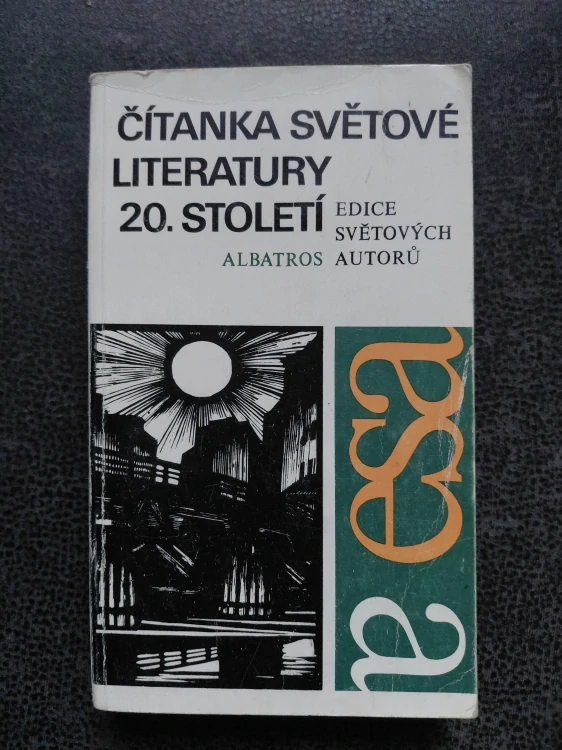 ČÍTANKA SVĚTOVÉ
LITERATURY
20. STOLETÍ
EDICE
SVĚTOVÝCH
ALBATROS AUTORŮ
esa
a